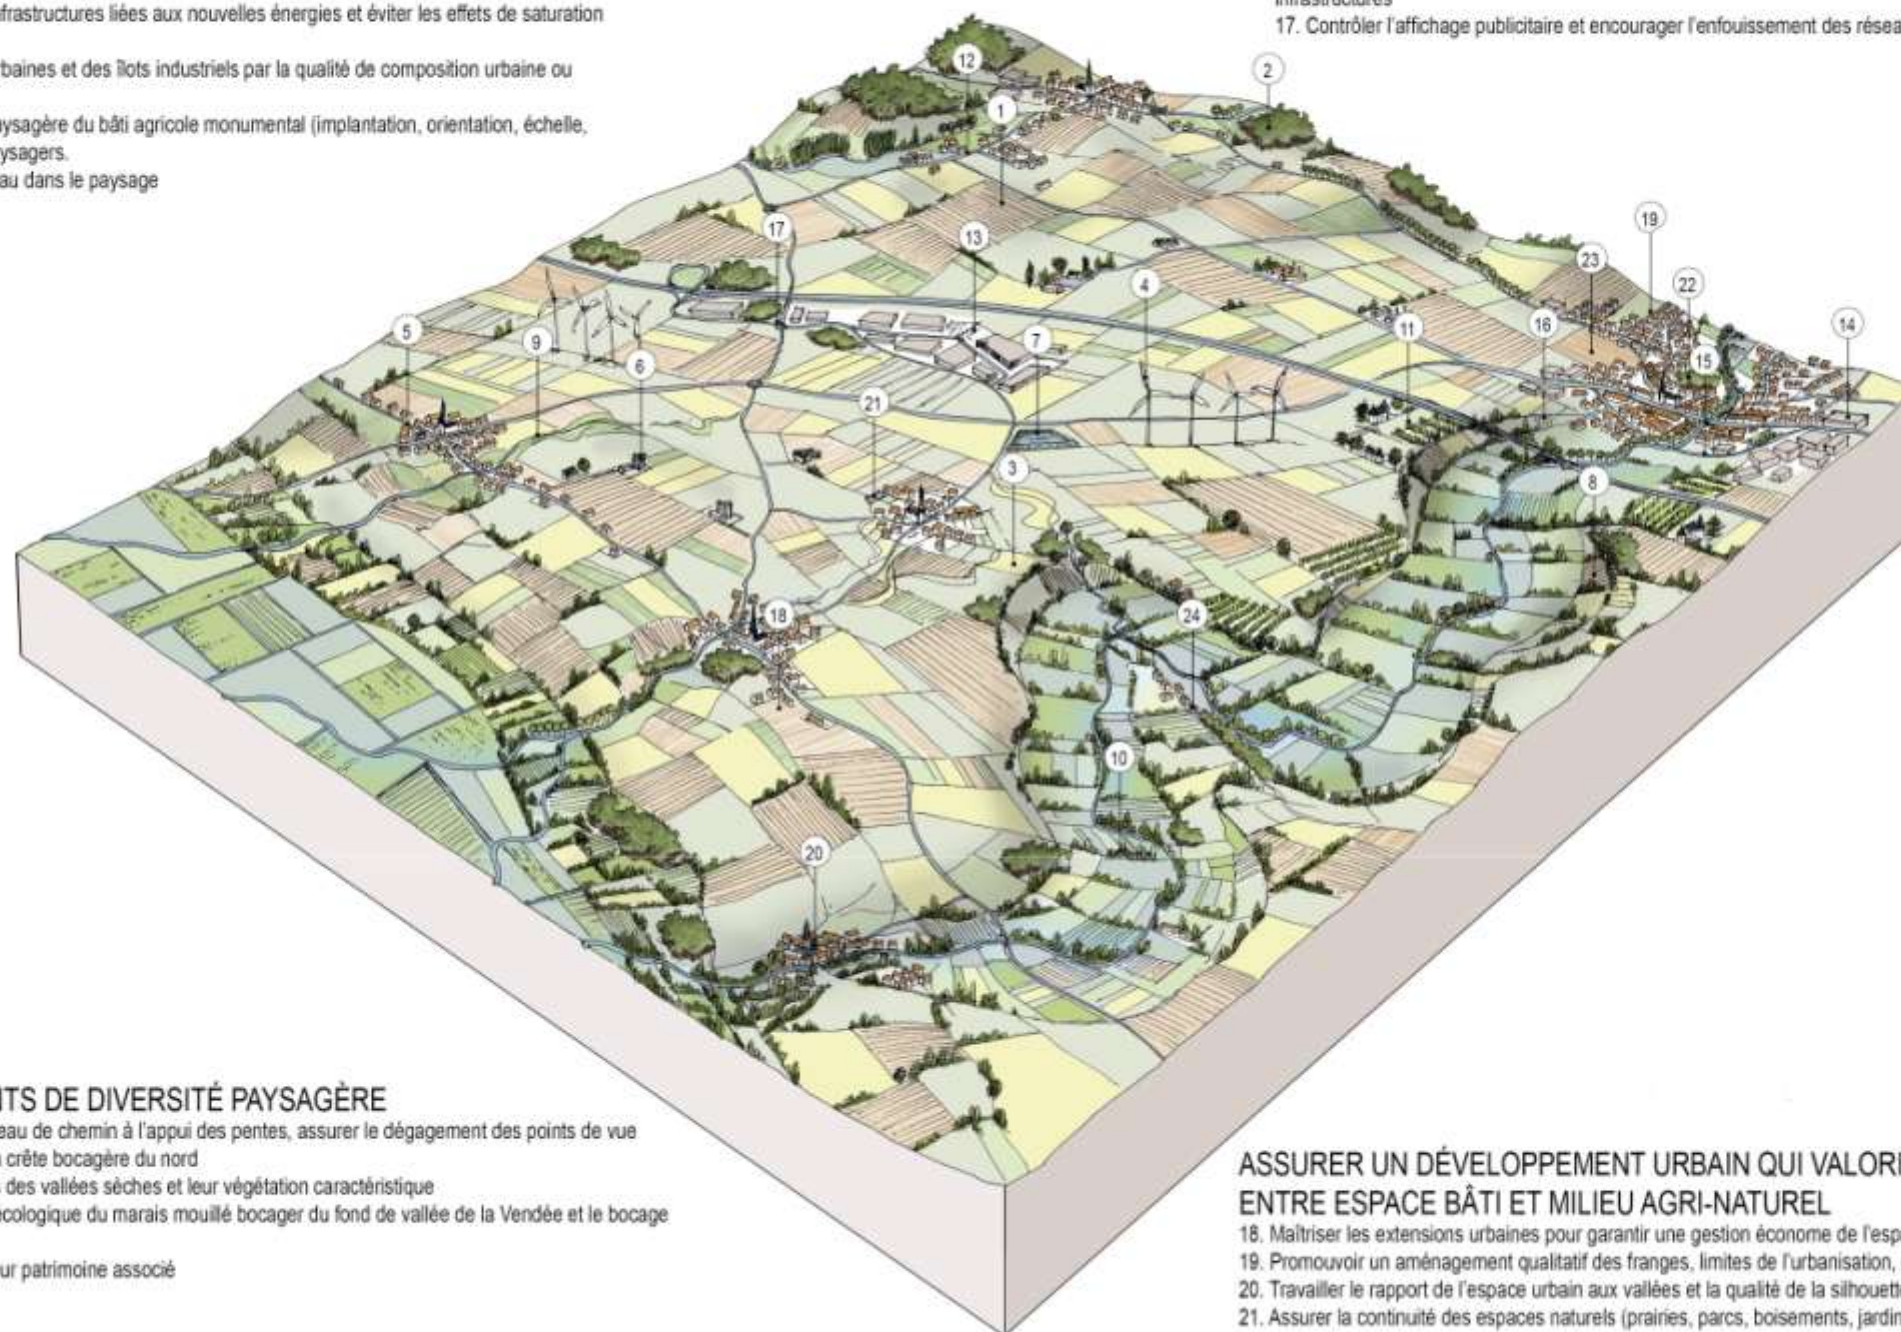 nfrastructures liées aux nouvelles énergies et éviter les effets de saturation
rbaines et des îlots industriels par la qualité de composition urbaine ou
aysagère du bâti agricole monumental (implantation, orientation, échelle,
ysagers.
au dans le paysage
infrastructures
17. Contrôler l'affichage publicitaire et encourager l'enfouissement des résea
12
2
1
17
13
19
23
22
4
5
9
11
16
14
6
7
15
21
3
8
18
24
10
20
NTS DE DIVERSITÉ PAYSAGÈRE
eau de chemin à l'appui des pentes, assurer le dégagement des points de vue
a crête bocagère du nord
s des vallées sèches et leur végétation caractéristique
écologique du marais mouillé bocager du fond de vallée de la Vendée et le bocage
ur patrimoine associé
ASSURER UN DÉVELOPPEMENT URBAIN QUI VALORI
ENTRE ESPACE BÂTI ET MILIEU AGRI-NATUREL
18. Maîtriser les extensions urbaines pour garantir une gestion économe de l'esp
19. Promouvoir un aménagement qualitatif des franges, limites de l'urbanisation,
20. Travailler le rapport de l'espace urbain aux vallées et la qualité de la silhouett
21. Assurer la continuité des espaces naturels (prairies, parcs, boisements, jardin